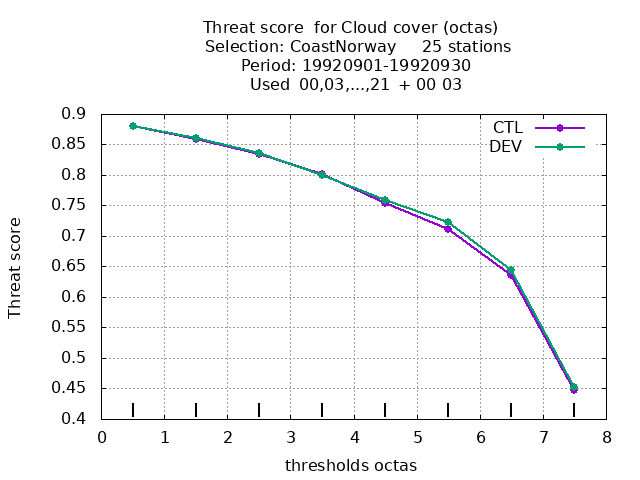 Threat score  for Cloud cover (octas)
Selection: CoastNorway     25 stations
Period: 19920901-19920930
Used  00,03,...,21  + 00 03
CTL
DEV
0.9
0.85
0.8
0.75
0.7
0.65
0.6
0.55
0.5
0.45
0.4
Threat score
0 1 2 3 4 5 6 7 8
thresholds octas